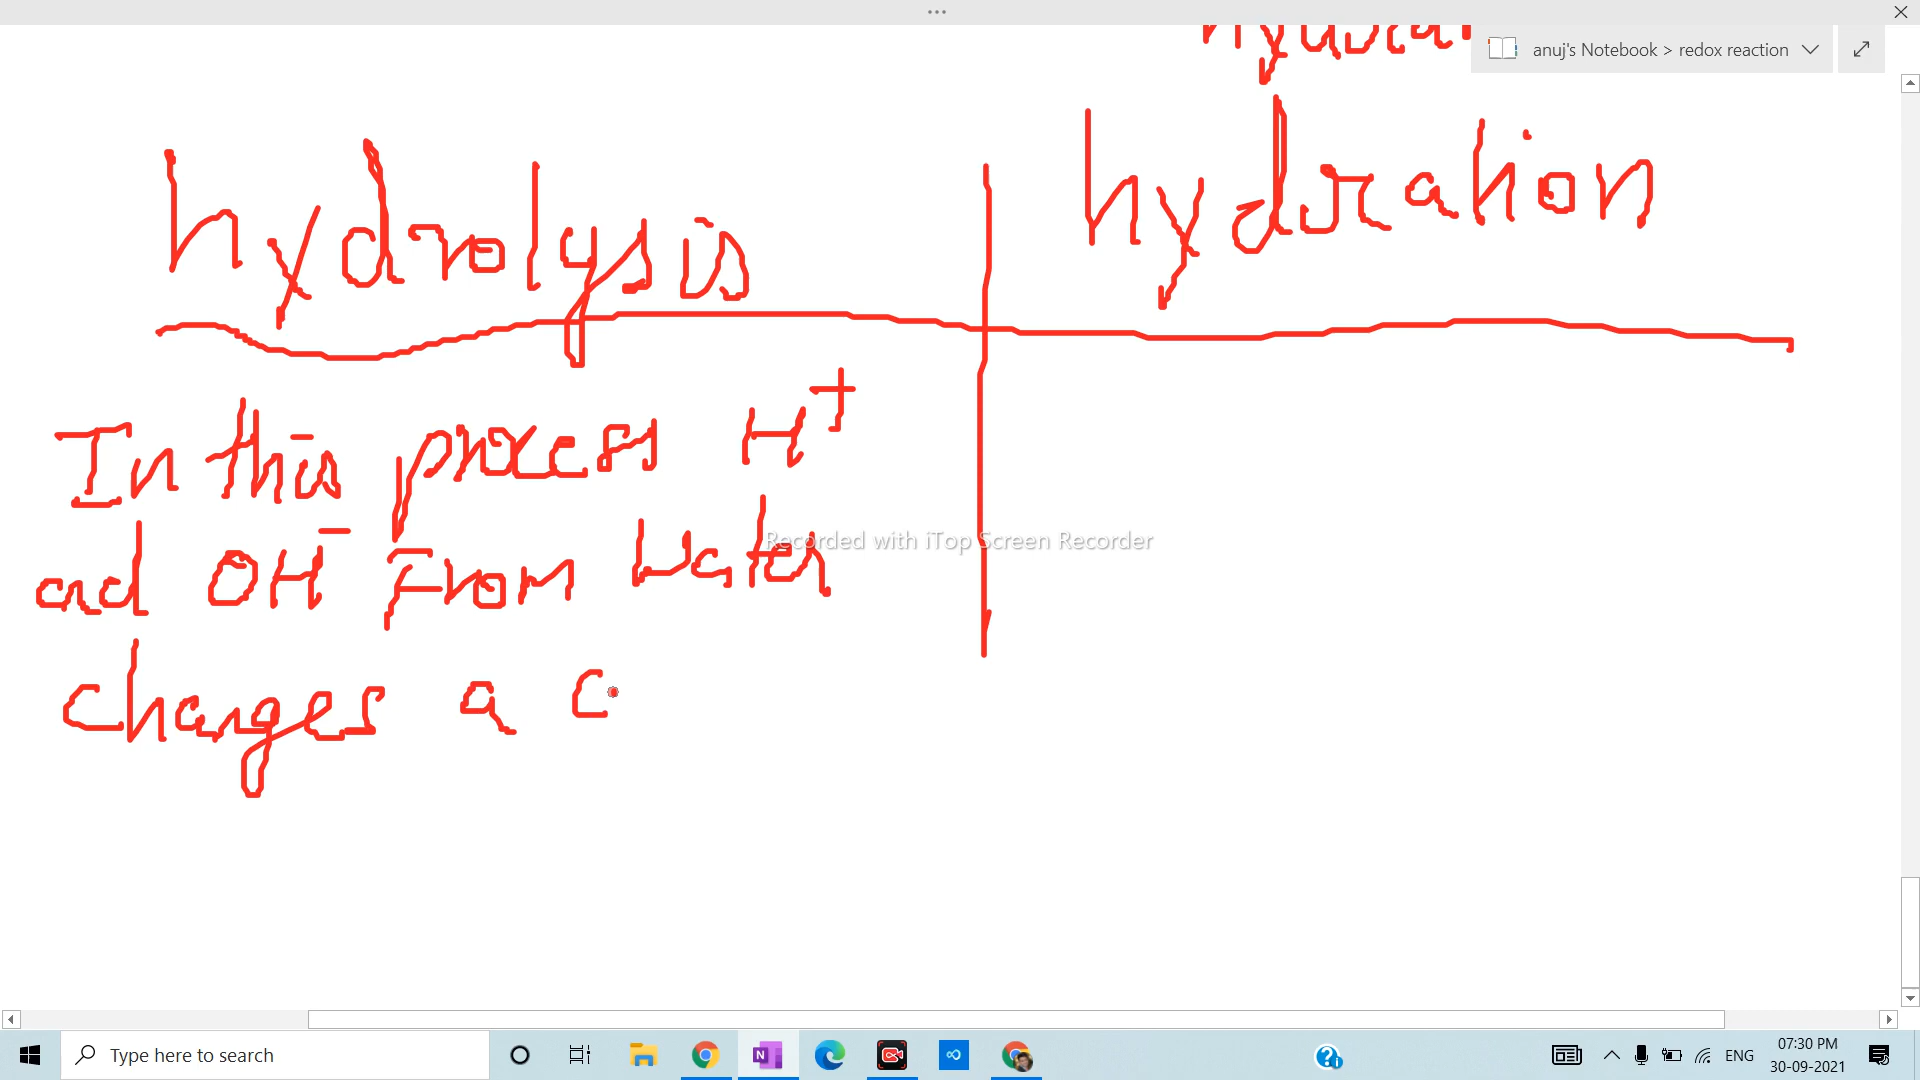 anuj's Notebook > redox reaction
hydrolysis
hydration
In this process H+
and OH- From water
changes a c
Recorded with iTop Screen Recorder
Type here to search
ENG
07:30 PM
30-09-2021